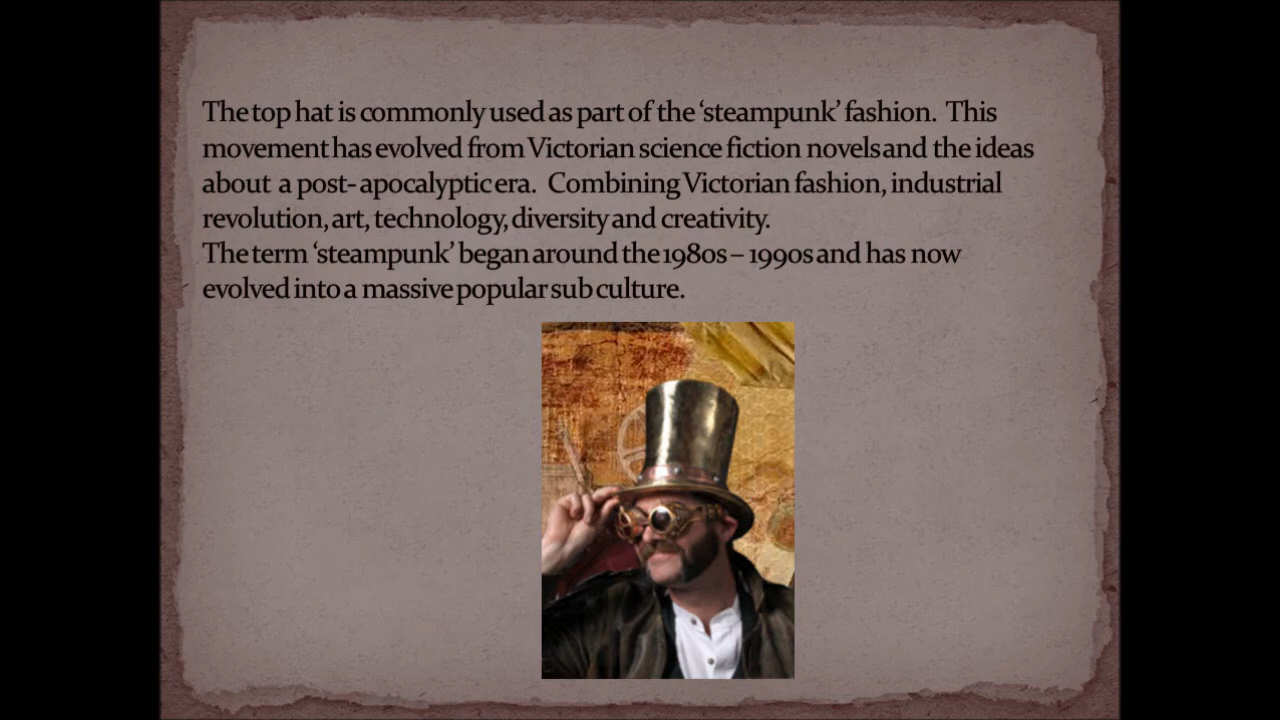 The top hat is commonly used as part of the ‘steampunk’ fashion.  This
movement has evolved from Victorian science fiction novels and the ideas
about a post- apocalyptic era.  Combining Victorian fashion, industrial
revolution, art, technology, diversity and creativity.
The term ‘steampunk’ began around the 1980s – 1990s and has now
evolved into a massive popular sub culture.